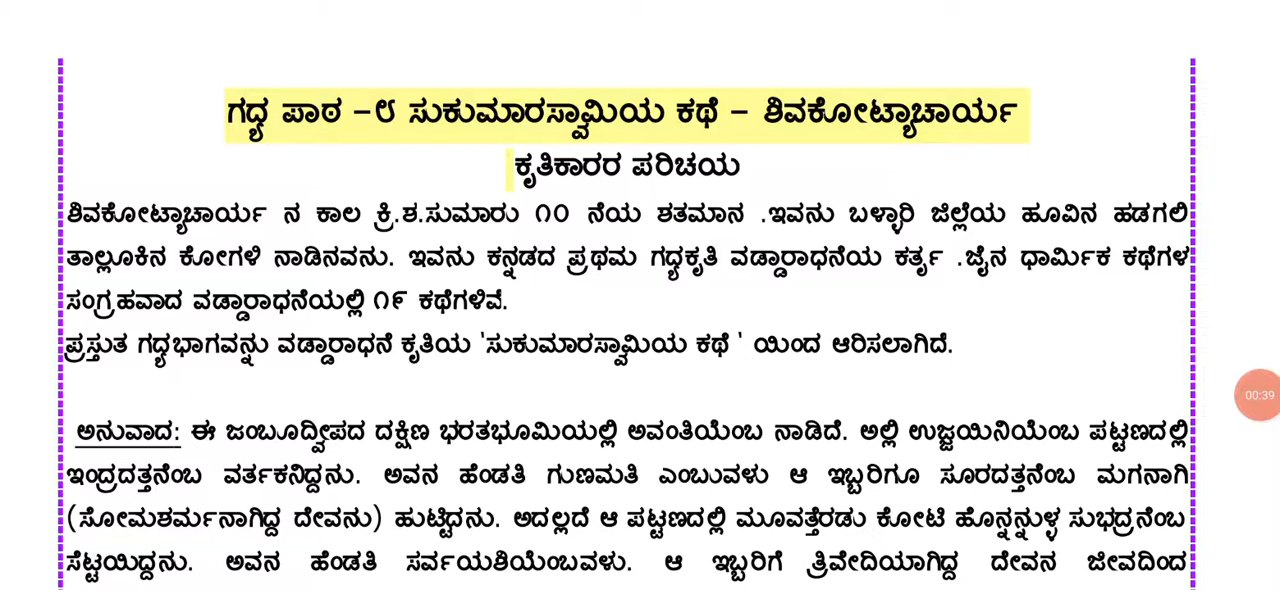 ಗದ್ಯ ಪಾಠ –೮ ಸುಕುಮಾರಸ್ವಾಮಿಯ ಕಥೆ – ಶಿವಕೋಟ್ಯಾಚಾರ್ಯ
ಕೃತಿಕಾರರ ಪರಿಚಯ
ಶಿವಕೋಟ್ಯಾಚಾರ್ಯ ನ ಕಾಲ ಕ್ರಿ.ಶ.ಸುಮಾರು ೧೦ ನೆಯ ಶತಮಾನ .ಇವನು ಬಳ್ಳಾರಿ ಜಿಲ್ಲೆಯ ಹೂವಿನ ಹಡಗಲಿ
ತಾಲ್ಲೂಕಿನ ಕೋಗಳಿ ನಾಡಿನವನು. ಇವನು ಕನ್ನಡದ ಪ್ರಥಮ ಗದ್ಯಕೃತಿ ವಡ್ಡಾರಾಧನೆಯ ಕರ್ತೃ .ಜೈನ ಧಾರ್ಮಿಕ ಕಥೆಗಳ
ಸಂಗ್ರಹವಾದ ವಡ್ಡಾರಾಧನೆಯಲ್ಲಿ ೧೯ ಕಥೆಗಳಿವೆ.
ಪ್ರಸ್ತುತ ಗದ್ಯಭಾಗವನ್ನು ವಡ್ಡಾರಾಧನೆ ಕೃತಿಯ 'ಸುಕುಮಾರಸ್ವಾಮಿಯ ಕಥೆ ' ಯಿಂದ ಆರಿಸಲಾಗಿದೆ.
00:39
ಅನುವಾದ: ಈ ಜಂಬೂದ್ವೀಪದ ದಕ್ಷಿಣ ಭರತಭೂಮಿಯಲ್ಲಿ ಅವಂತಿಯೆಂಬ ನಾಡಿದೆ. ಅಲ್ಲಿ ಉಜ್ಜಯಿನಿಯೆಂಬ ಪಟ್ಟಣದಲ್ಲಿ
ಇಂದ್ರದತ್ತನೆಂಬ ವರ್ತಕನಿದ್ದನು. ಅವನ ಹೆಂಡತಿ ಗುಣಮತಿ ಎಂಬುವಳು ಆ ಇಬ್ಬರಿಗೂ ಸೂರದತ್ತನೆಂಬ ಮಗನಾಗಿ
(ಸೋಮಶರ್ಮನಾಗಿದ್ದ ದೇವನು) ಹುಟ್ಟಿದನು. ಅದಲ್ಲದೆ ಆ ಪಟ್ಟಣದಲ್ಲಿ ಮೂವತ್ತೆರಡು ಕೋಟಿ ಹೊನ್ನನ್ನುಳ್ಳ ಸುಭದ್ರನೆಂಬ
ಸೆಟ್ಟಿಯಿದ್ದನು. ಅವನ ಹೆಂಡತಿ ಸರ್ವಯಶಿಯೆಂಬವಳು. ಆ ಇಬ್ಬರಿಗೆ ತ್ರಿವೇದಿಯಾಗಿದ್ದ ದೇವನ ಜೀವದಿಂದ